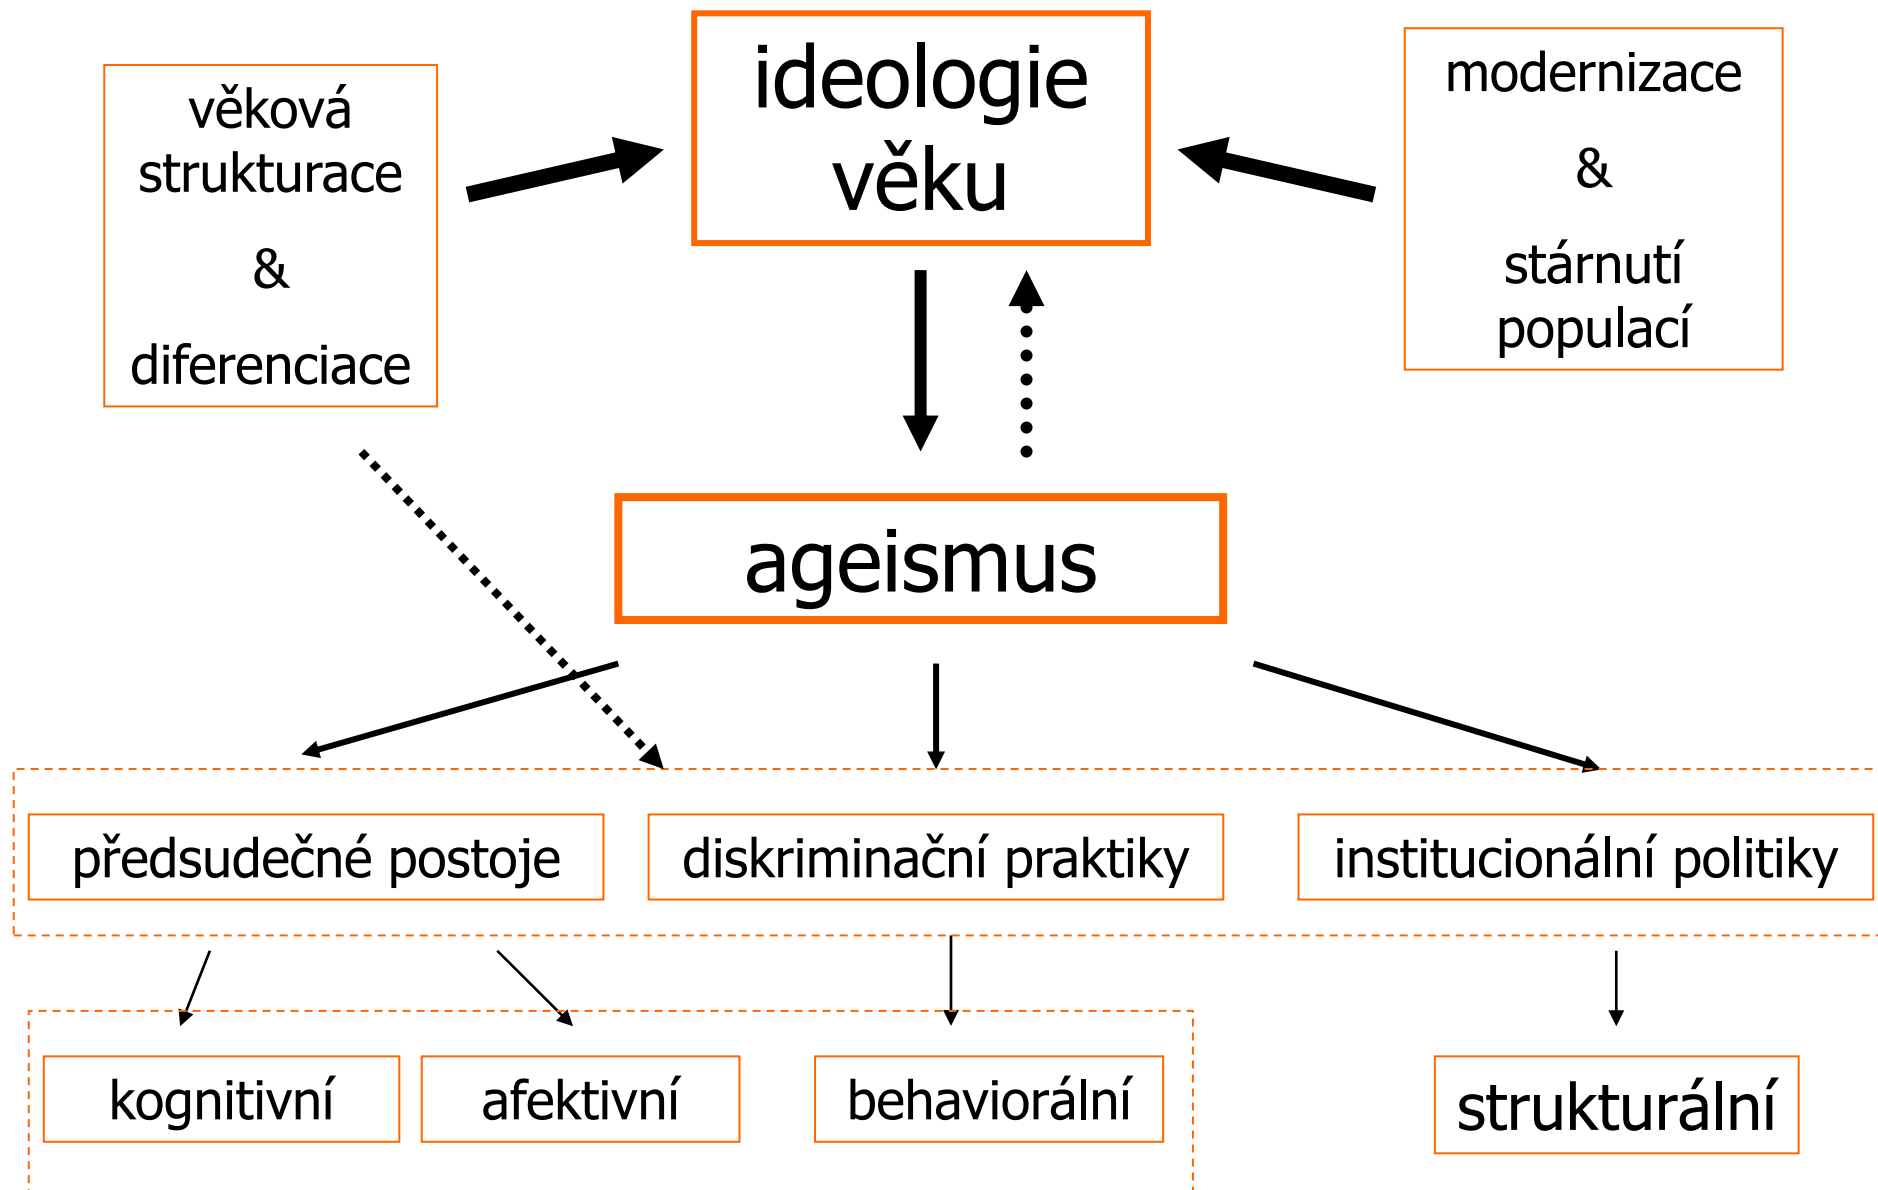 věková
strukturace
&
diferenciace
ideologie
věku
modernizace
&
stárnutí
populací
ageismus
předsudečné postoje
diskriminační praktiky
institucionální politiky
kognitivní
afektivní
behaviorální
strukturální